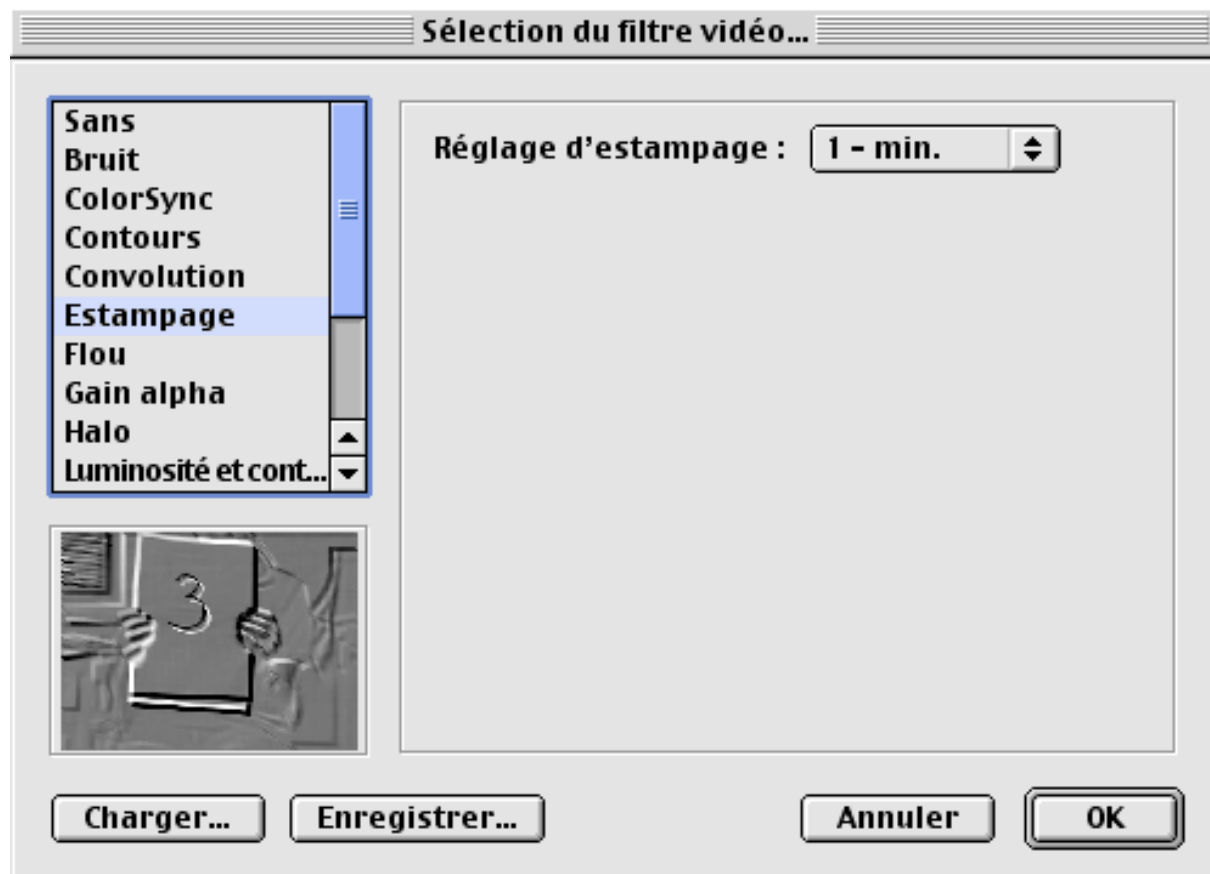 Sélection du filtre vidéo...
Sans
Bruit
ColorSync
Contours
Convolution
Estampage
Flou
Gain alpha
Halo
Luminosité et cont...
Réglage d'estampage : 1 - min.
3
Charger... Enregistrer... Annuler OK